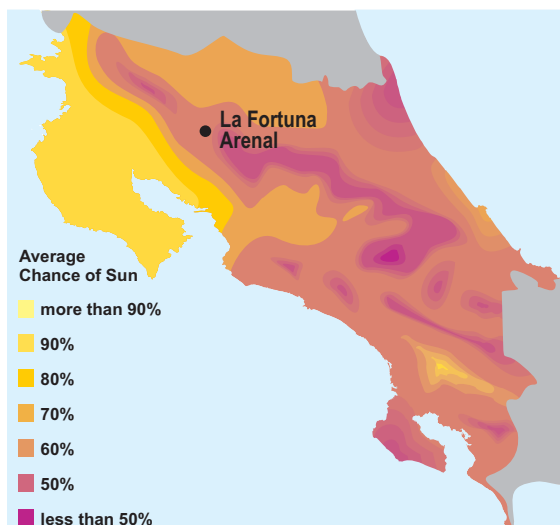 La Fortuna
Arenal
Average
Chance of Sun
more than 90%
90%
80%
70%
60%
50%
less than 50%